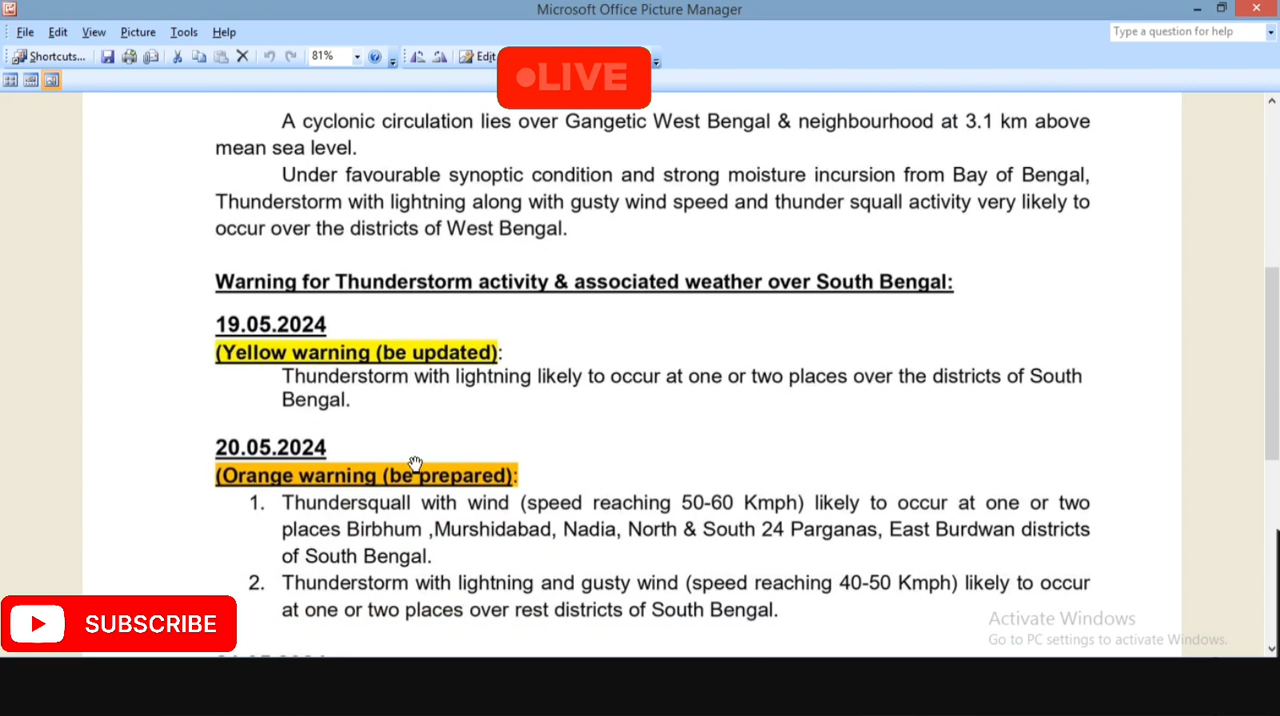 Microsoft Office Picture Manager
File Edit View Picture Tools Help
Type a question for help
Shortcuts... 81% Edit
LIVE
A cyclonic circulation lies over Gangetic West Bengal & neighbourhood at 3.1 km above
mean sea level.
Under favourable synoptic condition and strong moisture incursion from Bay of Bengal,
Thunderstorm with lightning along with gusty wind speed and thunder squall activity very likely to
occur over the districts of West Bengal.
Warning for Thunderstorm activity & associated weather over South Bengal:
19.05.2024
(Yellow warning (be updated):
Thunderstorm with lightning likely to occur at one or two places over the districts of South
Bengal.
20.05.2024
(Orange warning (be prepared):
1. Thundersquall with wind (speed reaching 50-60 Kmph) likely to occur at one or two
places Birbhum ,Murshidabad, Nadia, North & South 24 Parganas, East Burdwan districts
of South Bengal.
2. Thunderstorm with lightning and gusty wind (speed reaching 40-50 Kmph) likely to occur
at one or two places over rest districts of South Bengal.
SUBSCRIBE
Activate Windows
Go to PC settings to activate Windows.